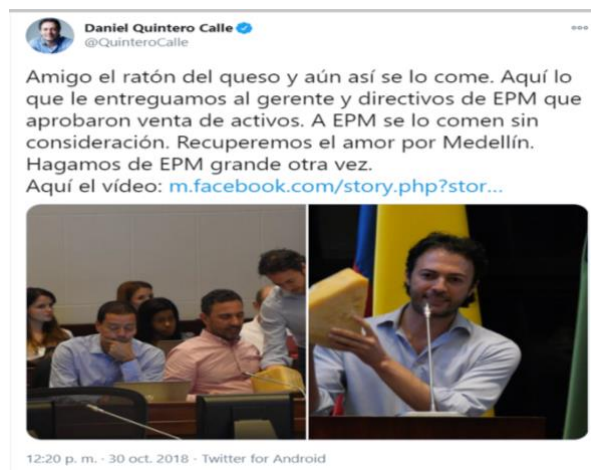 Daniel Quintero Calle
@QuinteroCalle
Amigo el ratón del queso y aún así se lo come. Aquí lo
que le entreguamos al gerente y directivos de EPM que
aprobaron venta de activos. A EPM se lo comen sin
consideración. Recuperemos el amor por Medellín.
Hagamos de EPM grande otra vez.
Aquí el vídeo: m.facebook.com/story.php?stor...
12:20 p. m. · 30 oct. 2018 · Twitter for Android